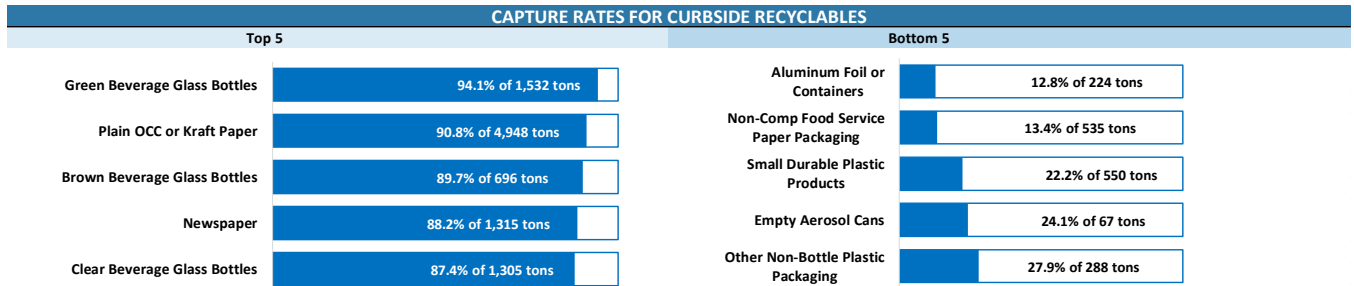 CAPTURE RATES FOR CURBSIDE RECYCLABLES
Top 5
Green Beverage Glass Bottles
94.1% of 1,532 tons
Plain OCC or Kraft Paper
90.8% of 4,948 tons
Brown Beverage Glass Bottles
89.7% of 696 tons
Newspaper
88.2% of 1,315 tons
Clear Beverage Glass Bottles
87.4% of 1,305 tons
Bottom 5
Aluminum Foil or
Containers
12.8% of 224 tons
Non-Comp Food Service
Paper Packaging
13.4% of 535 tons
Small Durable Plastic
Products
22.2% of 550 tons
Empty Aerosol Cans
24.1% of 67 tons
Other Non-Bottle Plastic
Packaging
27.9% of 288 tons